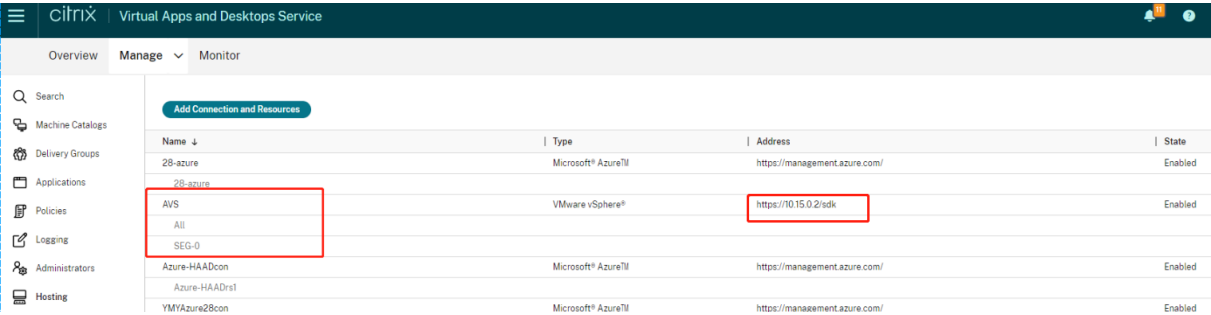 citrix | Virtual Apps and Desktops Service 11 ?
Overview Manage Monitor
Search
Add Connection and Resources
Machine Catalogs
Name ↓ | Type | Address | State
Delivery Groups
28-azure Microsoft® Azure™ https://management.azure.com/ Enabled
Applications
28-azure
Policies
AVS VMware vSphere® https://10.15.0.2/sdk Enabled
All
Logging
SEG-0
Administrators
Azure-HAADcon Microsoft® Azure™ https://management.azure.com/ Enabled
Azure-HAADrs1
Hosting
YMYAzure28con Microsoft® Azure™ https://management.azure.com/ Enabled